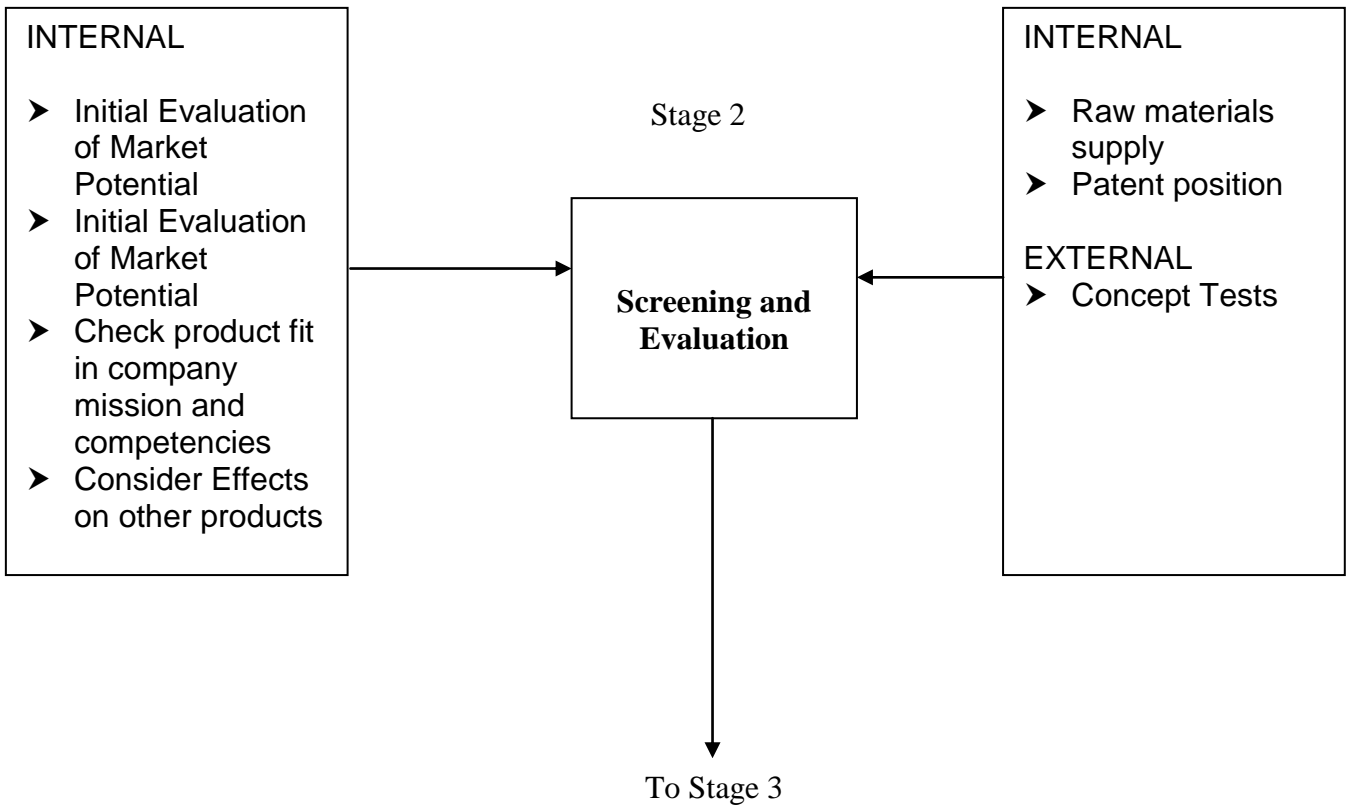 INTERNAL
➤ Initial Evaluation
of Market
Potential
➤ Initial Evaluation
of Market
Potential
➤ Check product fit
in company
mission and
competencies
➤ Consider Effects
on other products
Stage 2
Screening and
Evaluation
INTERNAL
➤ Raw materials
supply
➤ Patent position
EXTERNAL
➤ Concept Tests
To Stage 3